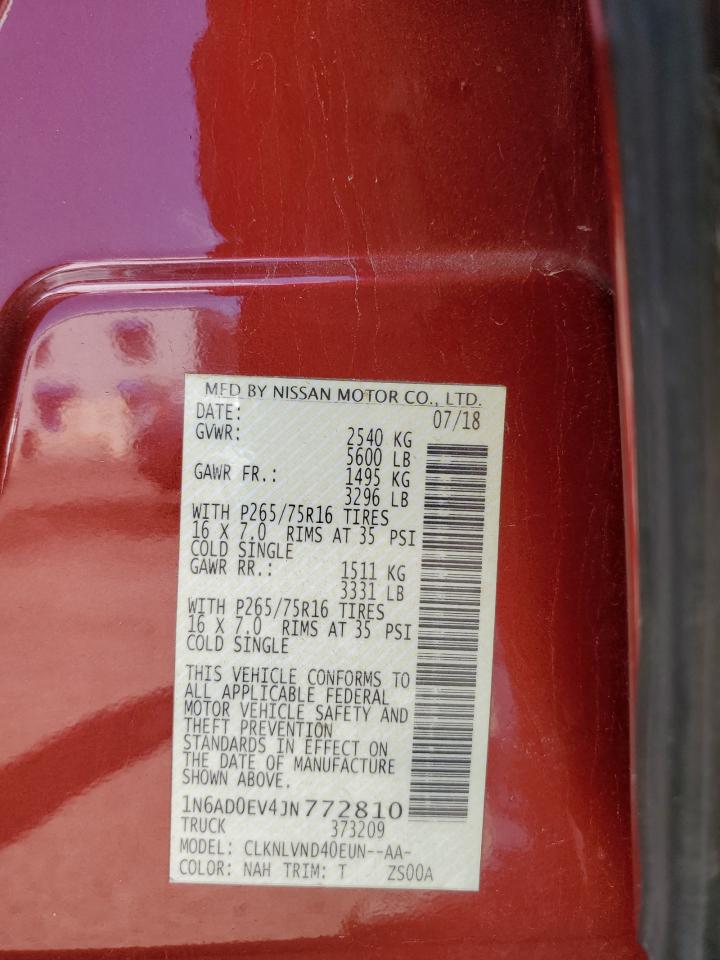 MFD BY NISSAN MOTOR CO., LTD.
DATE: 07/18
GVWR: 2540 KG
5600 LB
GAWR FR.: 1495 KG
3296 LB
WITH P265/75R16 TIRES
16 X 7.0 RIMS AT 35 PSI
COLD SINGLE
GAWR RR.: 1511 KG
3331 LB
WITH P265/75R16 TIRES
16 X 7.0 RIMS AT 35 PSI
COLD SINGLE
THIS VEHICLE CONFORMS TO
ALL APPLICABLE FEDERAL
MOTOR VEHICLE SAFETY AND
THEFT PREVENTION
STANDARDS IN EFFECT ON
THE DATE OF MANUFACTURE
SHOWN ABOVE.
1N6AD0EV4JN772810
TRUCK 373209
MODEL: CLKNLVND40EUN--AA-
COLOR: NAH TRIM: T ZS00A